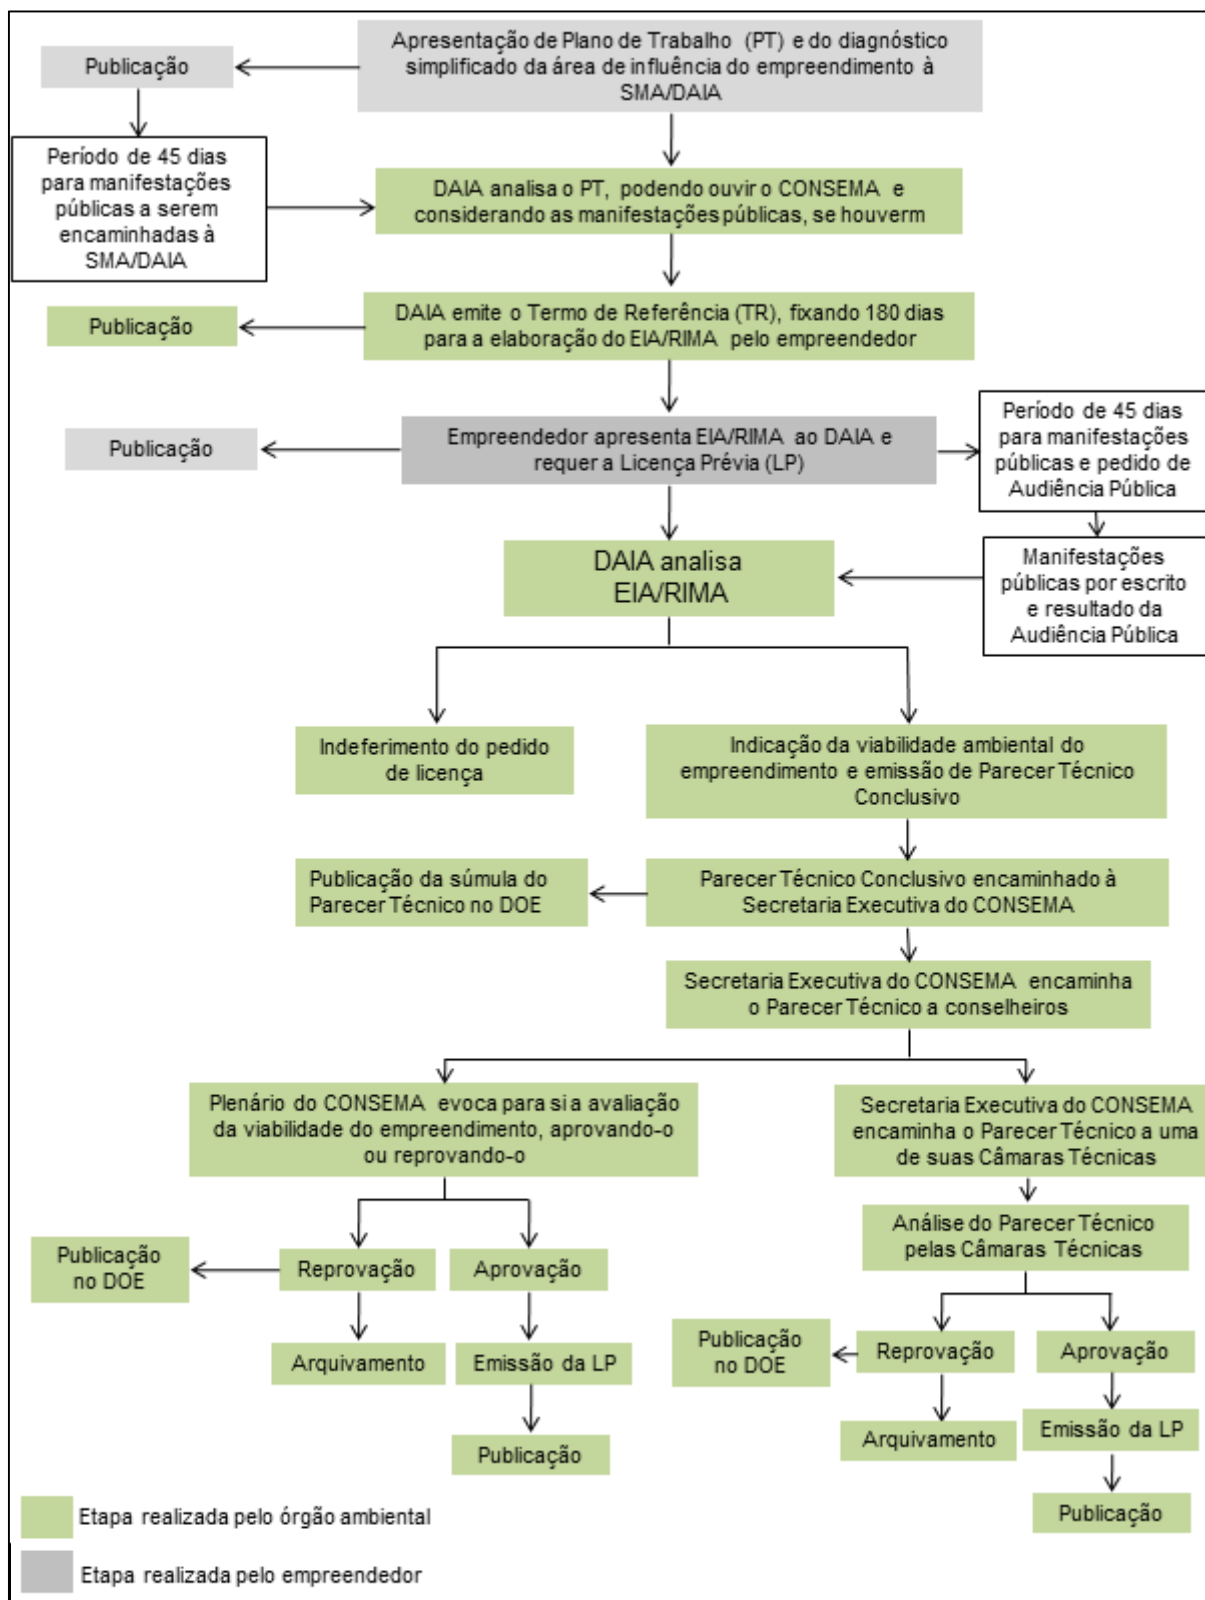 Apresentação de Plano de Trabalho (PT) e do diagnóstico
simplificado da área de influência do empreendimento à
SMA/DAIA
Publicação
Período de 45 dias
para manifestações
públicas a serem
encaminhadas à
SMA/DAIA
DAIA analisa o PT, podendo ouvir o CONSEMA e
considerando as manifestações públicas, se houverm
DAIA emite o Termo de Referência (TR), fixando 180 dias
para a elaboração do EIA/RIMA pelo empreendedor
Publicação
Empreendedor apresenta EIA/RIMA ao DAIA e
requer a Licença Prévia (LP)
Publicação
Período de 45 dias
para manifestações
públicas e pedido de
Audiência Pública
Manifestações
públicas por escrito
e resultado da
Audiência Pública
DAIA analisa
EIA/RIMA
Indeferimento do pedido
de licença
Indicação da viabilidade ambiental do
empreendimento e emissão de Parecer Técnico
Conclusivo
Parecer Técnico Conclusivo encaminhado à
Secretaria Executiva do CONSEMA
Publicação da súmula do
Parecer Técnico no DOE
Secretaria Executiva do CONSEMA encaminha
o Parecer Técnico a conselheiros
Plenário do CONSEMA evoca para si a avaliação
da viabilidade do empreendimento, aprovando-o
ou reprovando-o
Secretaria Executiva do CONSEMA
encaminha o Parecer Técnico a uma
de suas Câmaras Técnicas
Análise do Parecer Técnico
pelas Câmaras Técnicas
Publicação
no DOE
Reprovação
Aprovação
Arquivamento
Emissão da LP
Publicação
Publicação
no DOE
Reprovação
Aprovação
Arquivamento
Emissão da LP
Publicação
Etapa realizada pelo órgão ambiental
Etapa realizada pelo empreendedor